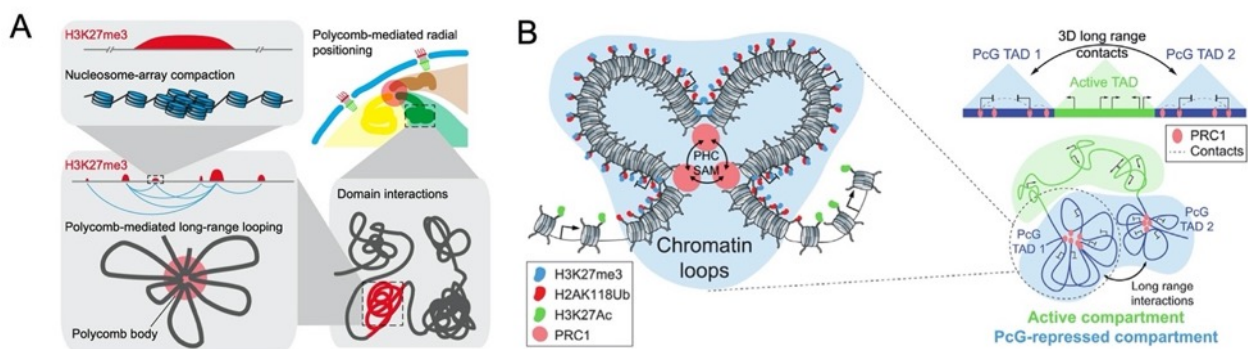 A
H3K27me3
Nucleosome-array compaction
Polycomb-mediated radial
positioning
H3K27me3
Polycomb-mediated long-range looping
Polycomb body
Domain interactions
B
PHC
SAM
Chromatin
loops
H3K27me3
H2AK118Ub
H3K27Ac
PRC1
3D long range
contacts
PcG TAD 1
PcG TAD 2
Active TAD
PRC1
Contacts
PcG
TAD 1
PcG
TAD 2
Long range
interactions
Active compartment
PcG-repressed compartment